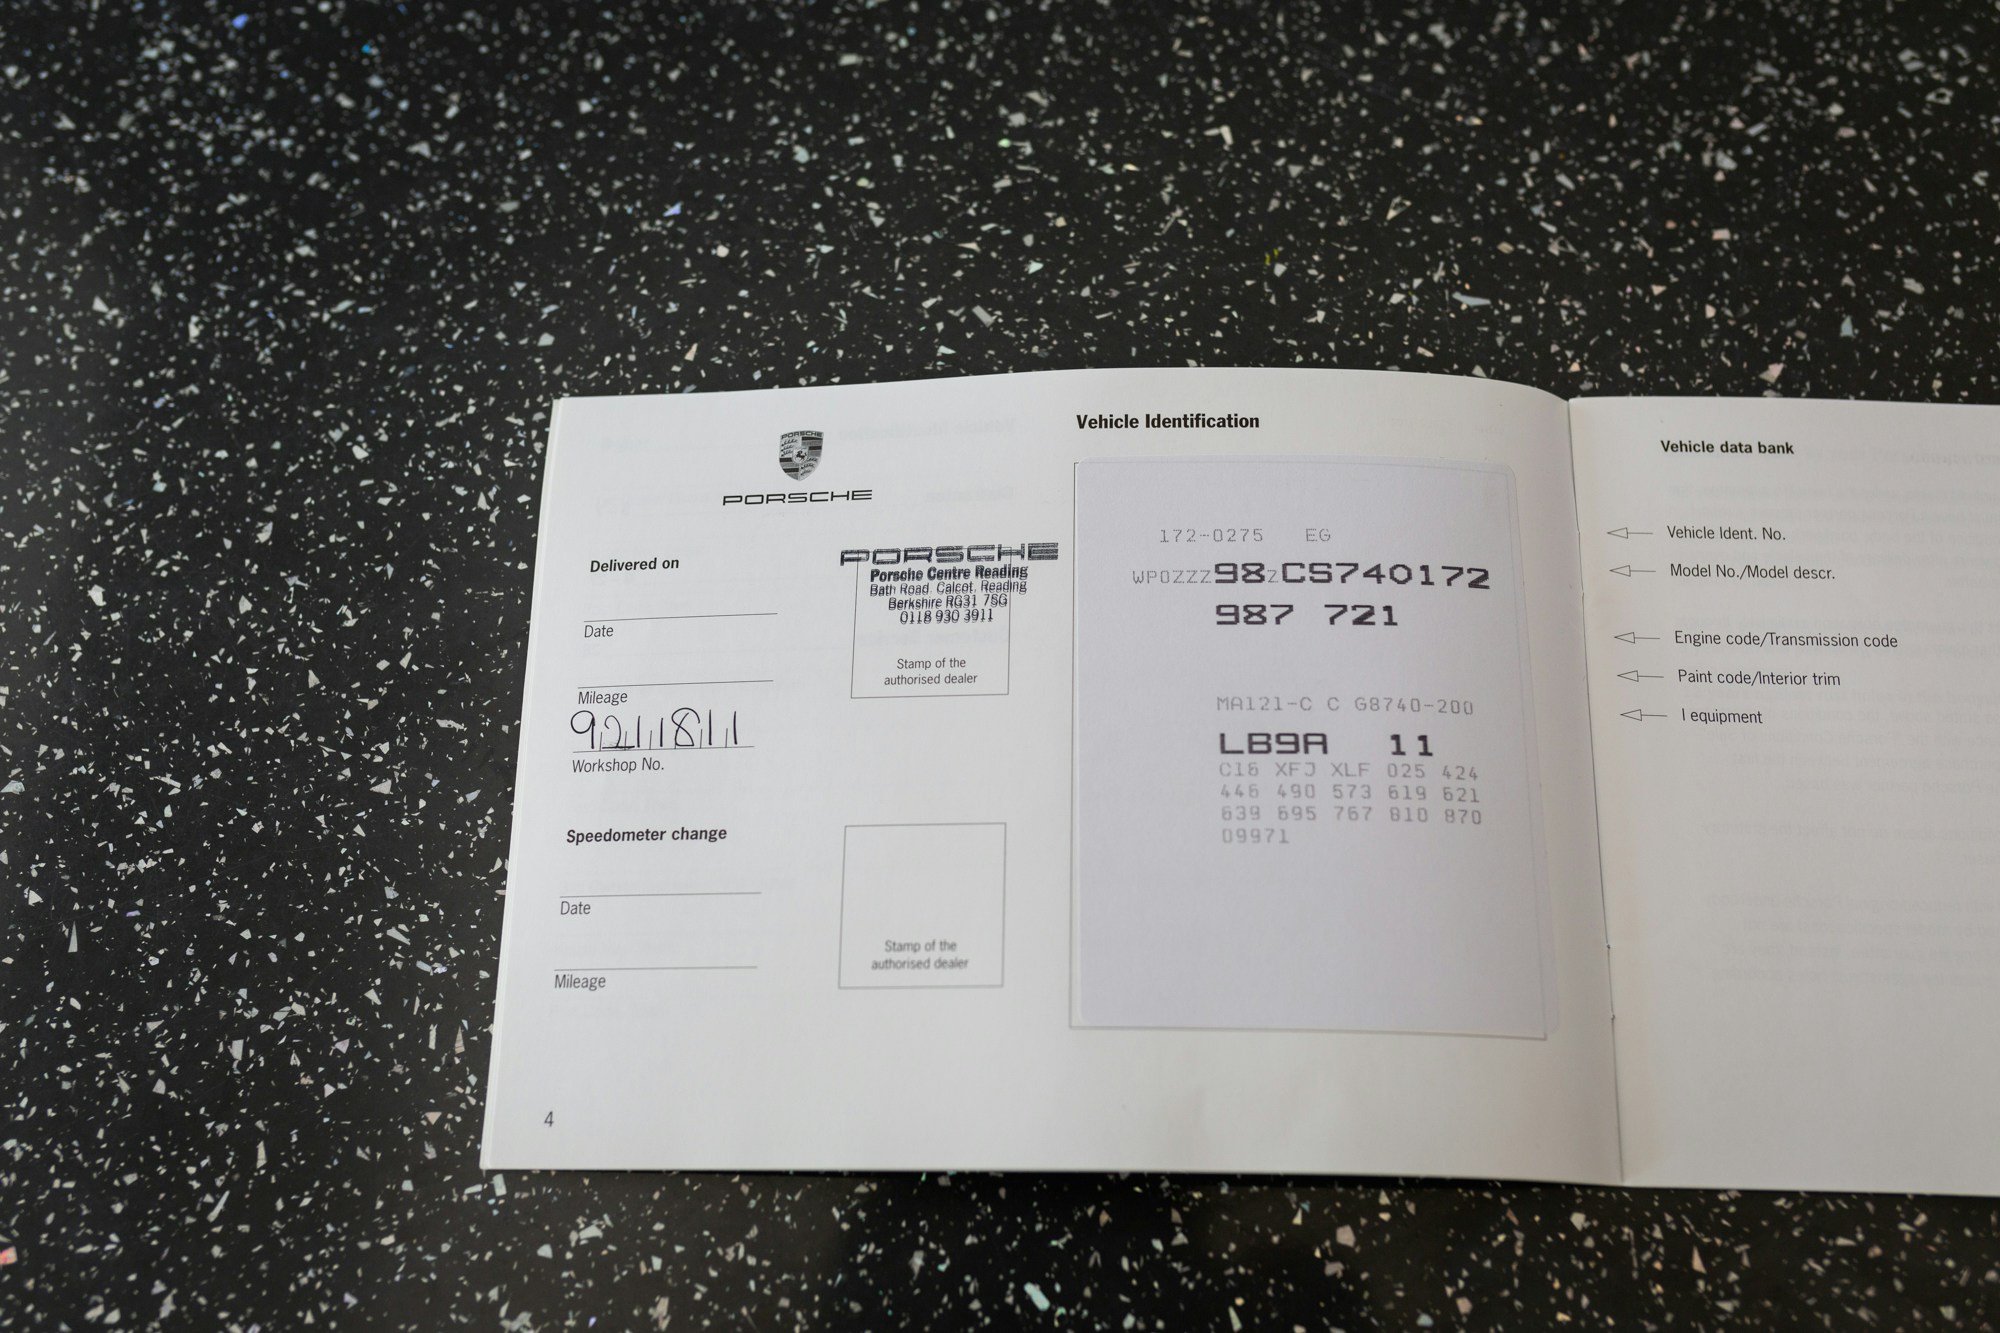 PORSCHE
PORSCHE
Delivered on
Date
Mileage
9211811
Workshop No.
PORSCHE
Porsche Centre Reading
Bath Road. Calcot. Reading
Berkshire RG31 7SG
0118 930 3911
Stamp of the
authorised dealer
Speedometer change
Date
Mileage
Stamp of the
authorised dealer
4
Vehicle Identification
172-0275 EG
WP0ZZZ98ZCS740172
987 721
MA121-C C G8740-200
LB9A 11
C16 XFJ XLF 025 424
446 490 573 619 621
639 695 767 810 870
09971
Vehicle data bank
Vehicle Ident. No.
Model No./Model descr.
Engine code/Transmission code
Paint code/Interior trim
I equipment